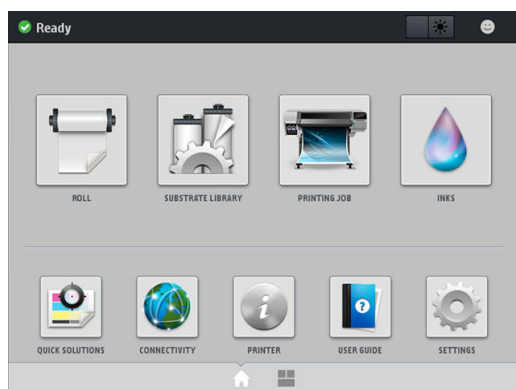 Ready
ROLL
SUBSTRATE LIBRARY
PRINTING JOB
INKS
QUICK SOLUTIONS
CONNECTIVITY
PRINTER
USER GUIDE
SETTINGS